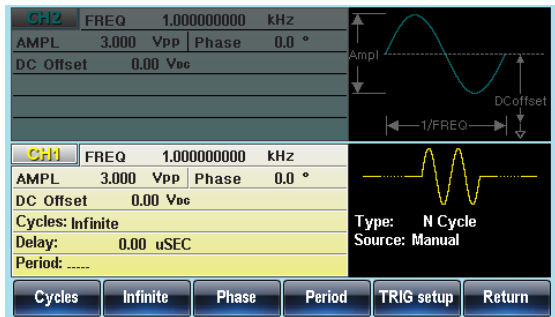 CH2 FREQ 1.000000000 kHz
AMPL 3.000 Vpp Phase 0.0 °
DC Offset 0.00 VDC
Ampl
DCoffset
1/FREQ
CH1 FREQ 1.000000000 kHz
AMPL 3.000 Vpp Phase 0.0 °
DC Offset 0.00 VDC
Cycles: Infinite
Delay: 0.00 uSEC
Period: -----
Type: N Cycle
Source: Manual
Cycles Infinite Phase Period TRIG setup Return